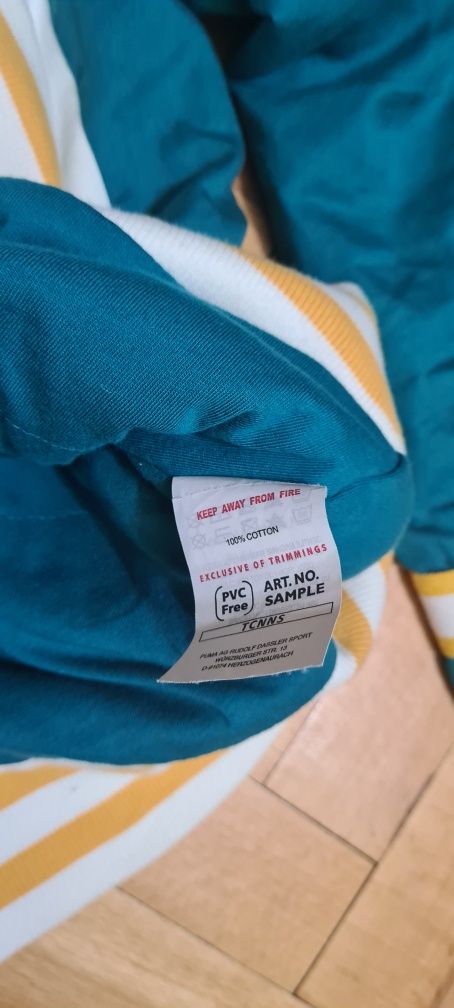 KEEP AWAY FROM FIRE
100% COTTON
EXCLUSIVE OF TRIMMINGS
PVC Free
ART. NO. SAMPLE
TCNNS
PUMA AG RUDOLF DASSLER SPORT
WÜRZBURGER STR. 13
D-91074 HERZOGENAURACH